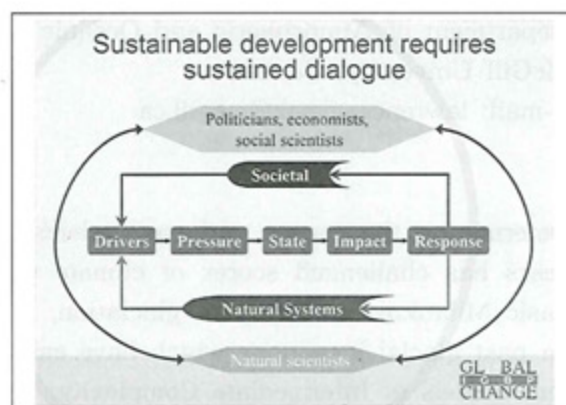 Sustainable development requires
sustained dialogue
Politicians, economists,
social scientists
Societal
Drivers Pressure State Impact Response
Natural Systems
Natural scientists
GL BAL
IGBP
CHANGE